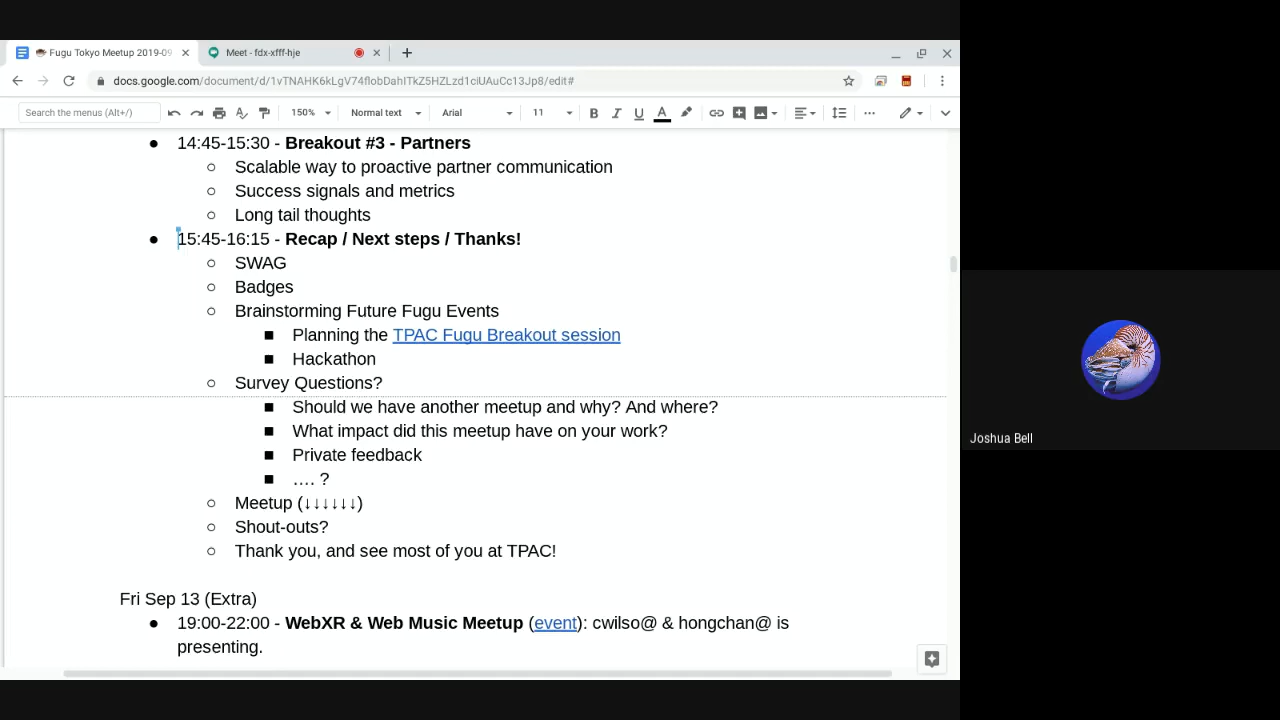 Fugu Tokyo Meetup 2019-09
Meet - fdx-xfff-hje
docs.google.com/document/d/1vTNAHK6kLgV74flobDahITkZ5HZLzd1ciUAuCc13Jp8/edit#
Search the menus (Alt+/) 150% Normal text Arial 11 B I U A
● 14:45-15:30 - Breakout #3 - Partners
○ Scalable way to proactive partner communication
○ Success signals and metrics
○ Long tail thoughts
● 15:45-16:15 - Recap / Next steps / Thanks!
○ SWAG
○ Badges
○ Brainstorming Future Fugu Events
■ Planning the TPAC Fugu Breakout session
■ Hackathon
○ Survey Questions?
■ Should we have another meetup and why? And where?
■ What impact did this meetup have on your work?
■ Private feedback
■ …. ?
○ Meetup (↓↓↓↓↓↓)
○ Shout-outs?
○ Thank you, and see most of you at TPAC!
Fri Sep 13 (Extra)
● 19:00-22:00 - WebXR & Web Music Meetup (event): cwilso@ & hongchan@ is
presenting.
Joshua Bell